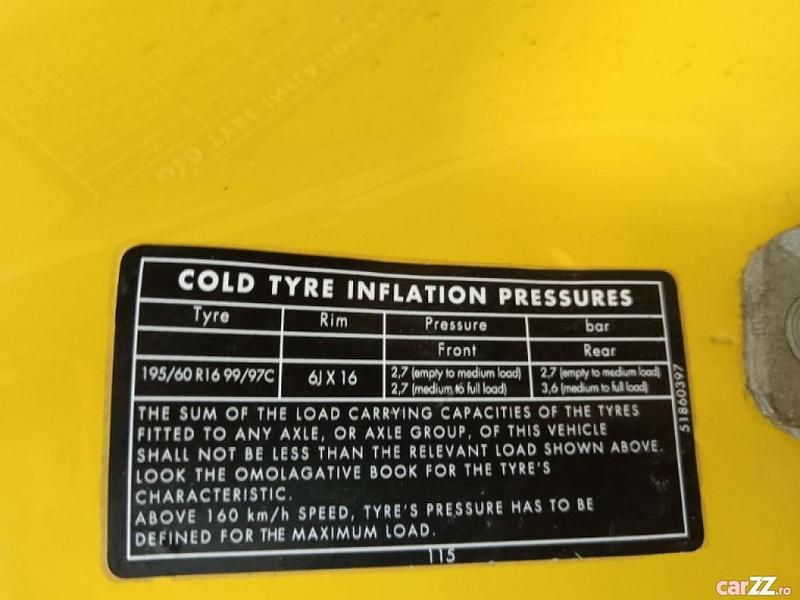 COLD TYRE INFLATION PRESSURES
Tyre Rim Pressure bar
Front Rear
195/60 R16 99/97C 6J X 16 2,7 (empty to medium load) 2,7 (empty to medium load)
2,7 (medium to full load) 3,6 (medium to full load)
THE SUM OF THE LOAD CARRYING CAPACITIES OF THE TYRES
FITTED TO ANY AXLE, OR AXLE GROUP, OF THIS VEHICLE
SHALL NOT BE LESS THAN THE RELEVANT LOAD SHOWN ABOVE.
LOOK THE OMOLAGATIVE BOOK FOR THE TYRE'S
CHARACTERISTIC.
ABOVE 160 km/h SPEED, TYRE'S PRESSURE HAS TO BE
DEFINED FOR THE MAXIMUM LOAD.
115
51860397
carZZ.ro